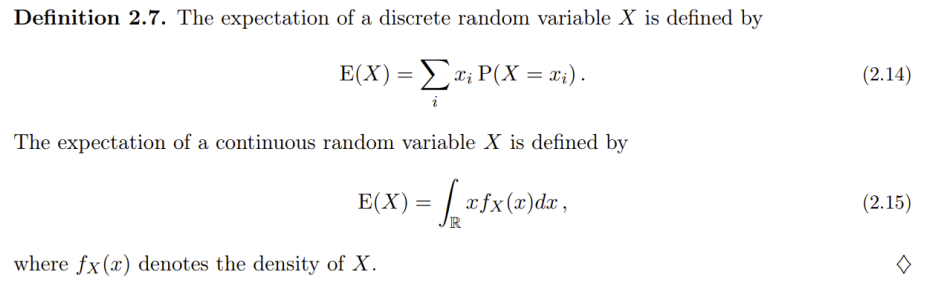 Definition 2.7. The expectation of a discrete random variable X is defined by
E(X) = ∑_i x_i P(X = x_i) . (2.14)
The expectation of a continuous random variable X is defined by
E(X) = ∫_ℝ x f_X(x)dx , (2.15)
where f_X(x) denotes the density of X. ♢